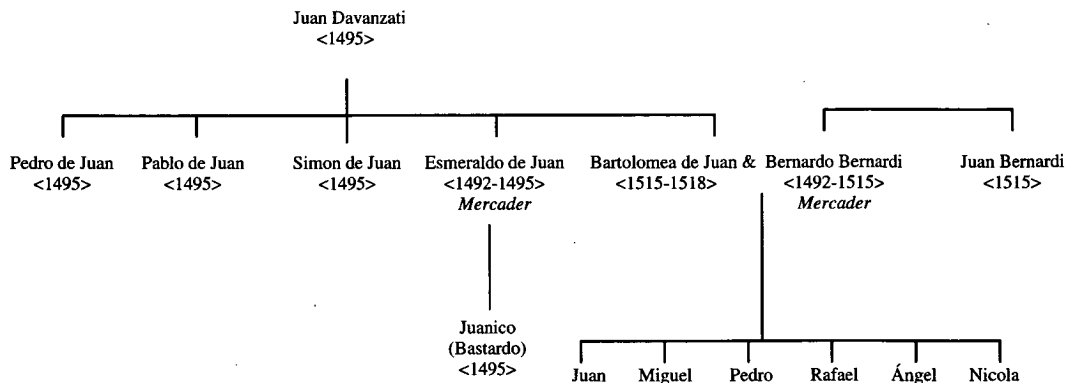 Juan Davanzati
<1495>
Pedro de Juan Pablo de Juan Simon de Juan Esmeraldo de Juan Bartolomea de Juan & Bernardo Bernardi Juan Bernardi
<1495> <1495> <1495> <1492-1495> <1515-1518> <1492-1515> <1515>
Mercader Mercader
Juanico
(Bastardo)
<1495>
Juan Miguel Pedro Rafael Ángel Nicola